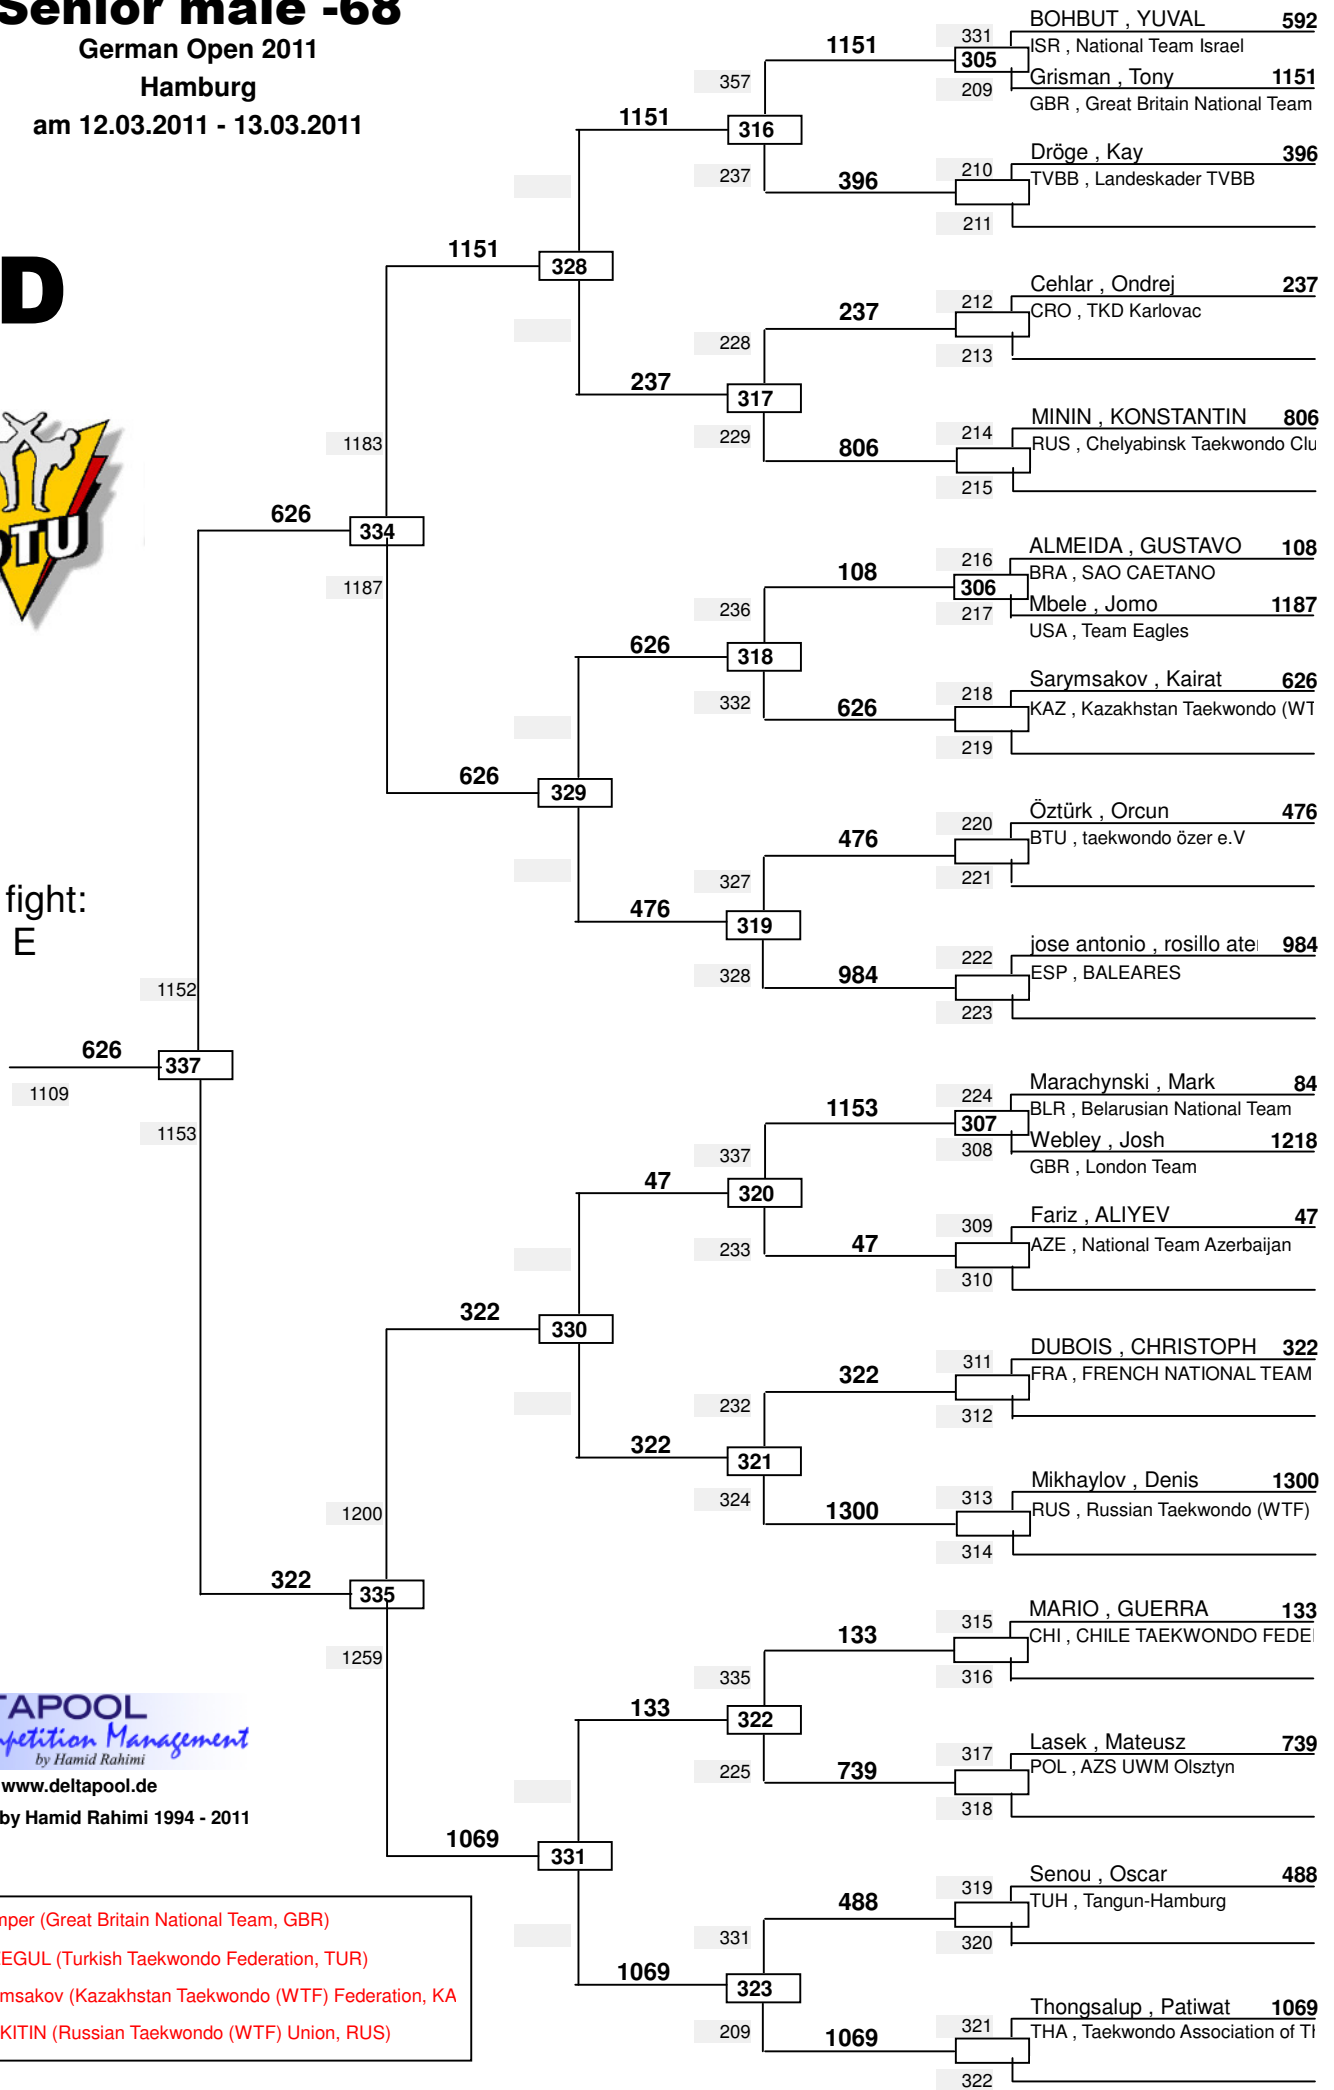 Senior male -68
German Open 2011
Hamburg
am 12.03.2011 - 13.03.2011
D
DTU
fight:
E
BOHBUT , YUVAL 592
331
ISR , National Team Israel
305
1151
Grisman , Tony 1151
209
GBR , Great Britain National Team
357
1151
316
237
Dröge , Kay 396
210
TVBB , Landeskader TVBB
396
211
1151
328
Cehlar , Ondrej 237
212
CRO , TKD Karlovac
237
213
228
237
317
229
MININ , KONSTANTIN 806
214
RUS , Chelyabinsk Taekwondo Clu
806
215
1183
626
334
1187
ALMEIDA , GUSTAVO 108
216
BRA , SAO CAETANO
108
306
Mbele , Jomo 1187
217
USA , Team Eagles
236
626
318
332
Sarymsakov , Kairat 626
218
KAZ , Kazakhstan Taekwondo (WT
626
219
626
329
Öztürk , Orcun 476
220
BTU , taekwondo özer e.V
476
221
327
476
319
328
jose antonio , rosillo ate 984
222
ESP , BALEARES
984
223
1152
626
337
1109
1153
Marachynski , Mark 84
224
BLR , Belarusian National Team
1153
307
Webley , Josh 1218
308
GBR , London Team
337
47
320
233
Fariz , ALIYEV 47
309
AZE , National Team Azerbaijan
47
310
322
330
DUBOIS , CHRISTOPH 322
311
FRA , FRENCH NATIONAL TEAM
322
312
232
322
321
324
Mikhaylov , Denis 1300
313
RUS , Russian Taekwondo (WTF)
1300
314
1200
322
335
1259
MARIO , GUERRA 133
315
CHI , CHILE TAEKWONDO FEDE
133
316
335
133
322
225
Lasek , Mateusz 739
317
POL , AZS UWM Olsztyn
739
318
1069
331
Senou , Oscar 488
319
TUH , Tangun-Hamburg
488
320
331
1069
323
209
Thongsalup , Patiwat 1069
321
THA , Taekwondo Association of Th
1069
322
TAPOOL
petition Management
by Hamid Rahimi
www.deltapool.de
by Hamid Rahimi 1994 - 2011
mper (Great Britain National Team, GBR)
EGUL (Turkish Taekwondo Federation, TUR)
msakov (Kazakhstan Taekwondo (WTF) Federation, KA
KITIN (Russian Taekwondo (WTF) Union, RUS)